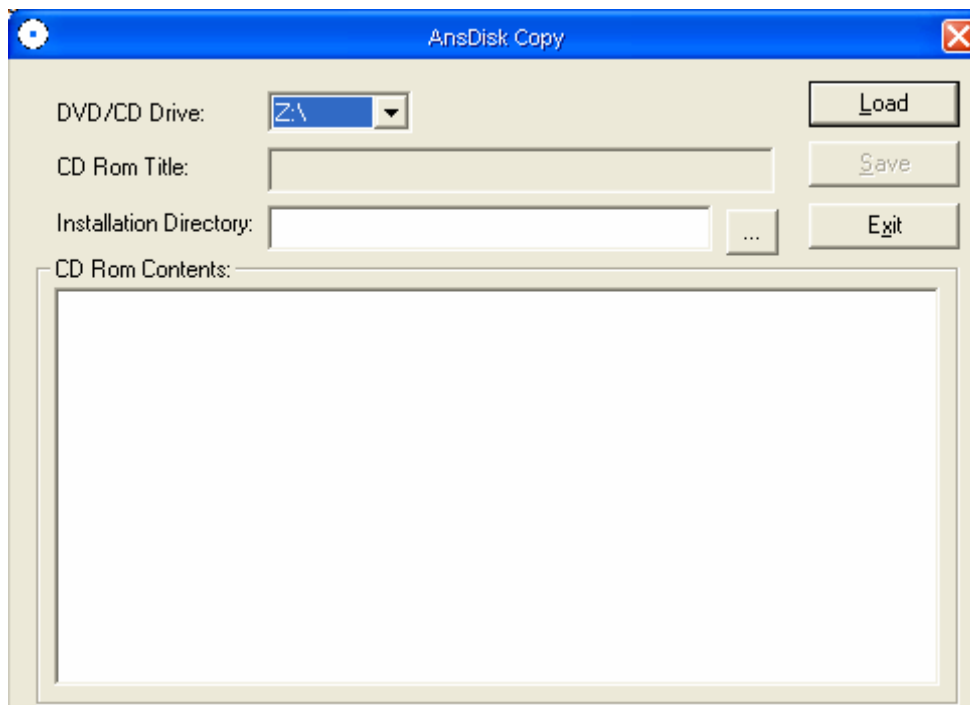 AnsDisk Copy
DVD/CD Drive: Z:\ Load
CD Rom Title: Save
Installation Directory: ... Exit
CD Rom Contents: